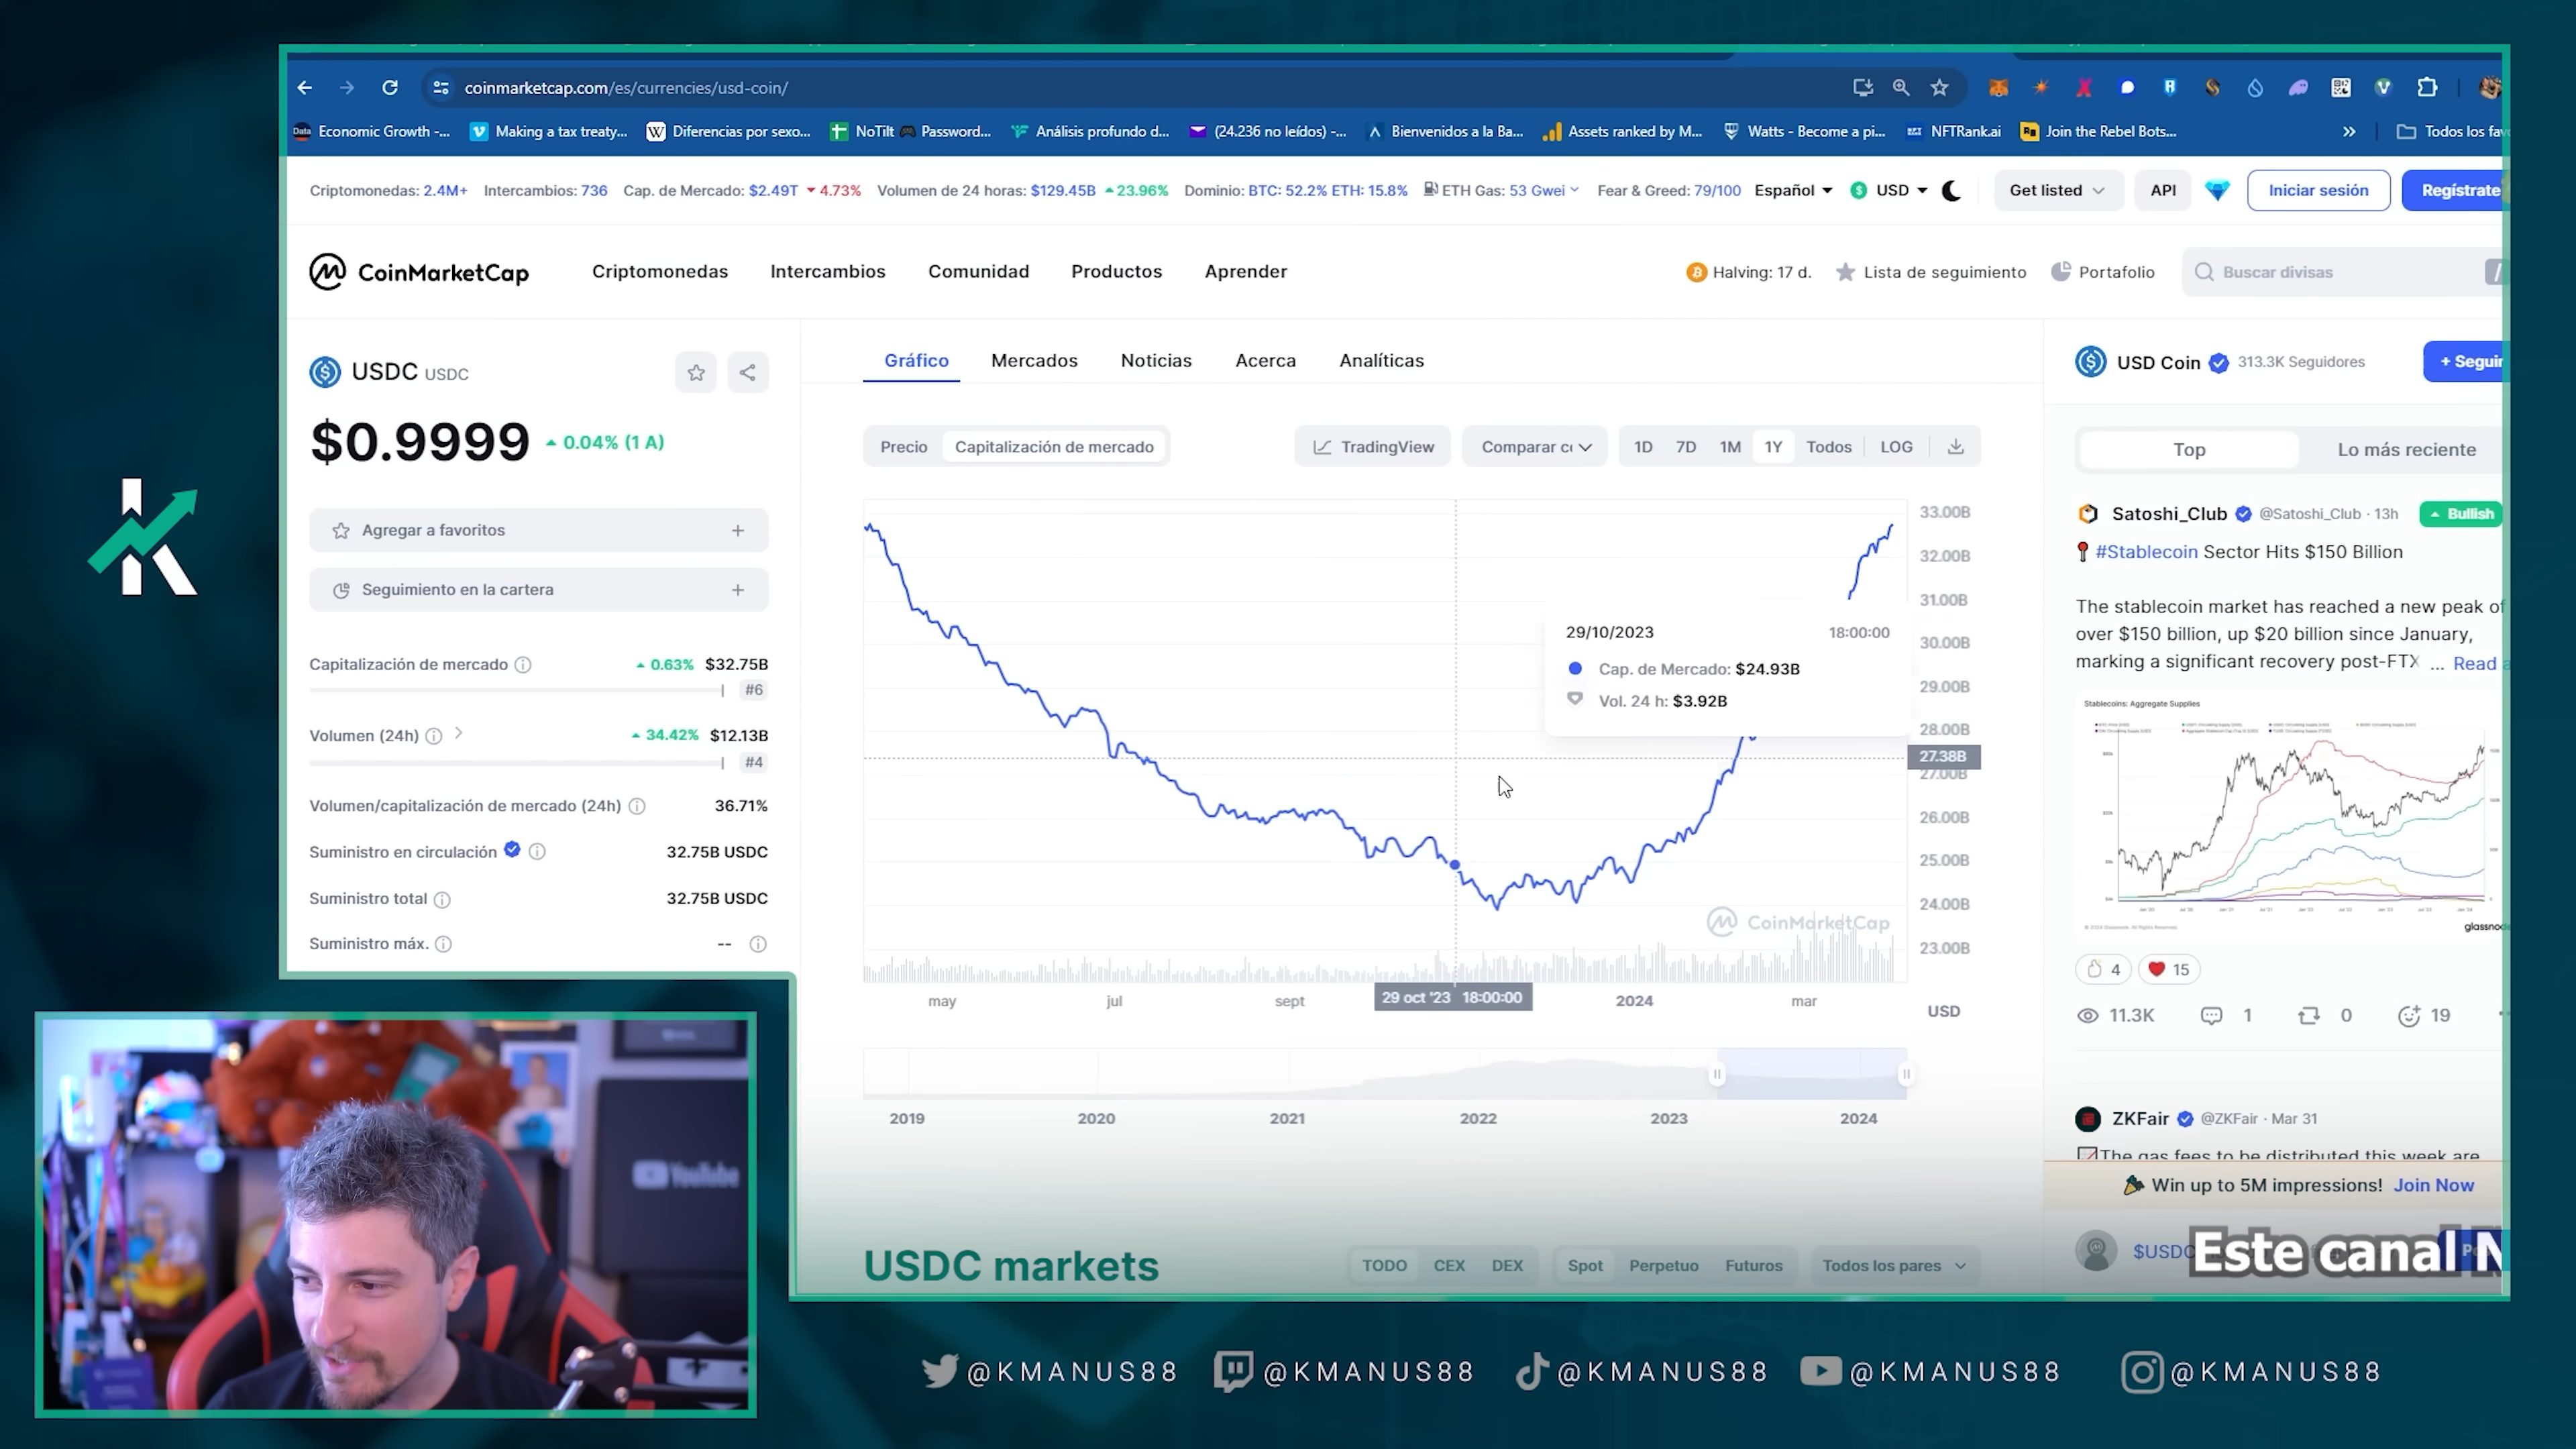 coinmarketcap.com/es/currencies/usd-coin/
Economic Growth -...
Making a tax treaty...
Diferencias por sexo...
NoTilt 🎮 Password...
Análisis profundo d...
(24.236 no leídos) -...
Bienvenidos a la Ba...
Assets ranked by M...
Watts - Become a pi...
NFTRank.ai
Join the Rebel Bots...
»
Todos los fav
Criptomonedas: 2.4M+ Intercambios: 736 Cap. de Mercado: $2.49T 4.73% Volumen de 24 horas: $129.45B 23.96% Dominio: BTC: 52.2% ETH: 15.8% ETH Gas: 53 Gwei Fear & Greed: 79/100 Español USD Get listed API Iniciar sesión Regístrate
CoinMarketCap Criptomonedas Intercambios Comunidad Productos Aprender Halving: 17 d. Lista de seguimiento Portafolio Buscar divisas /
USDC USDC
$0.9999 0.04% (1 A)
Agregar a favoritos +
Seguimiento en la cartera +
Capitalización de mercado 0.63% $32.75B
#6
Volumen (24h) 34.42% $12.13B
#4
Volumen/capitalización de mercado (24h) 36.71%
Suministro en circulación 32.75B USDC
Suministro total 32.75B USDC
Suministro máx. --
Gráfico Mercados Noticias Acerca Analíticas
Precio Capitalización de mercado TradingView Comparar co 1D 7D 1M 1Y Todos LOG
33.00B
32.00B
31.00B
30.00B
29.00B
28.00B
27.38B
27.00B
26.00B
25.00B
24.00B
23.00B
29/10/2023 18:00:00
Cap. de Mercado: $24.93B
Vol. 24 h: $3.92B
CoinMarketCap
may jul sept 29 oct '23 18:00:00 2024 mar
USD
2019 2020 2021 2022 2023 2024
USDC markets TODO CEX DEX Spot Perpetuo Futuros Todos los pares
USD Coin 313.3K Seguidores + Seguir
Top Lo más reciente
Satoshi_Club @Satoshi_Club · 13h Bullish
#Stablecoin Sector Hits $150 Billion
The stablecoin market has reached a new peak of
over $150 billion, up $20 billion since January,
marking a significant recovery post-FTX ... Read a
Stablecoins: Aggregate Supplies
glassnode
4 15
11.3K 1 0 19
ZKFair @ZKFair · Mar 31
The gas fees to be distributed this week are
Win up to 5M impressions! Join Now
$USDC
Este canal N
YouTube
@KMANUS88 @KMANUS88 @KMANUS88 @KMANUS88 @KMANUS88